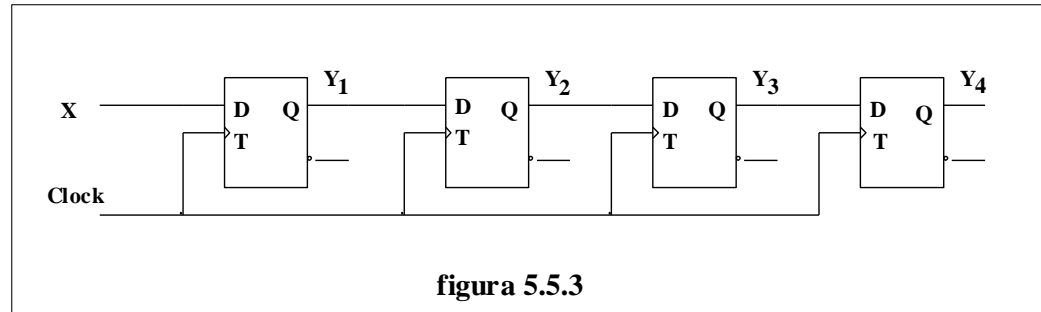 Y1 Y2 Y3 Y4
X D Q D Q D Q D Q
T T T T
Clock
figura 5.5.3